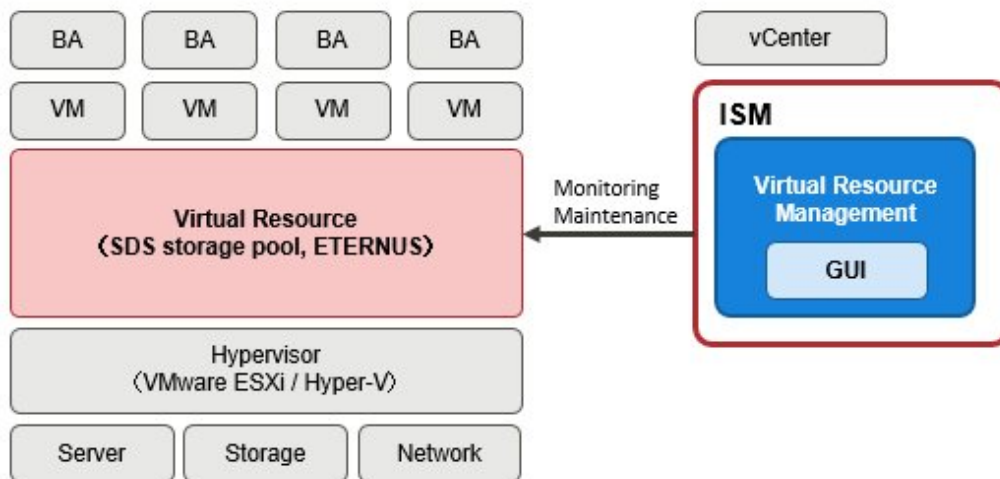 BA BA BA BA
vCenter
VM VM VM VM
ISM
Virtual Resource
（SDS storage pool, ETERNUS）
Monitoring
Maintenance
Virtual Resource
Management
GUI
Hypervisor
（VMware ESXi / Hyper-V）
Server Storage Network